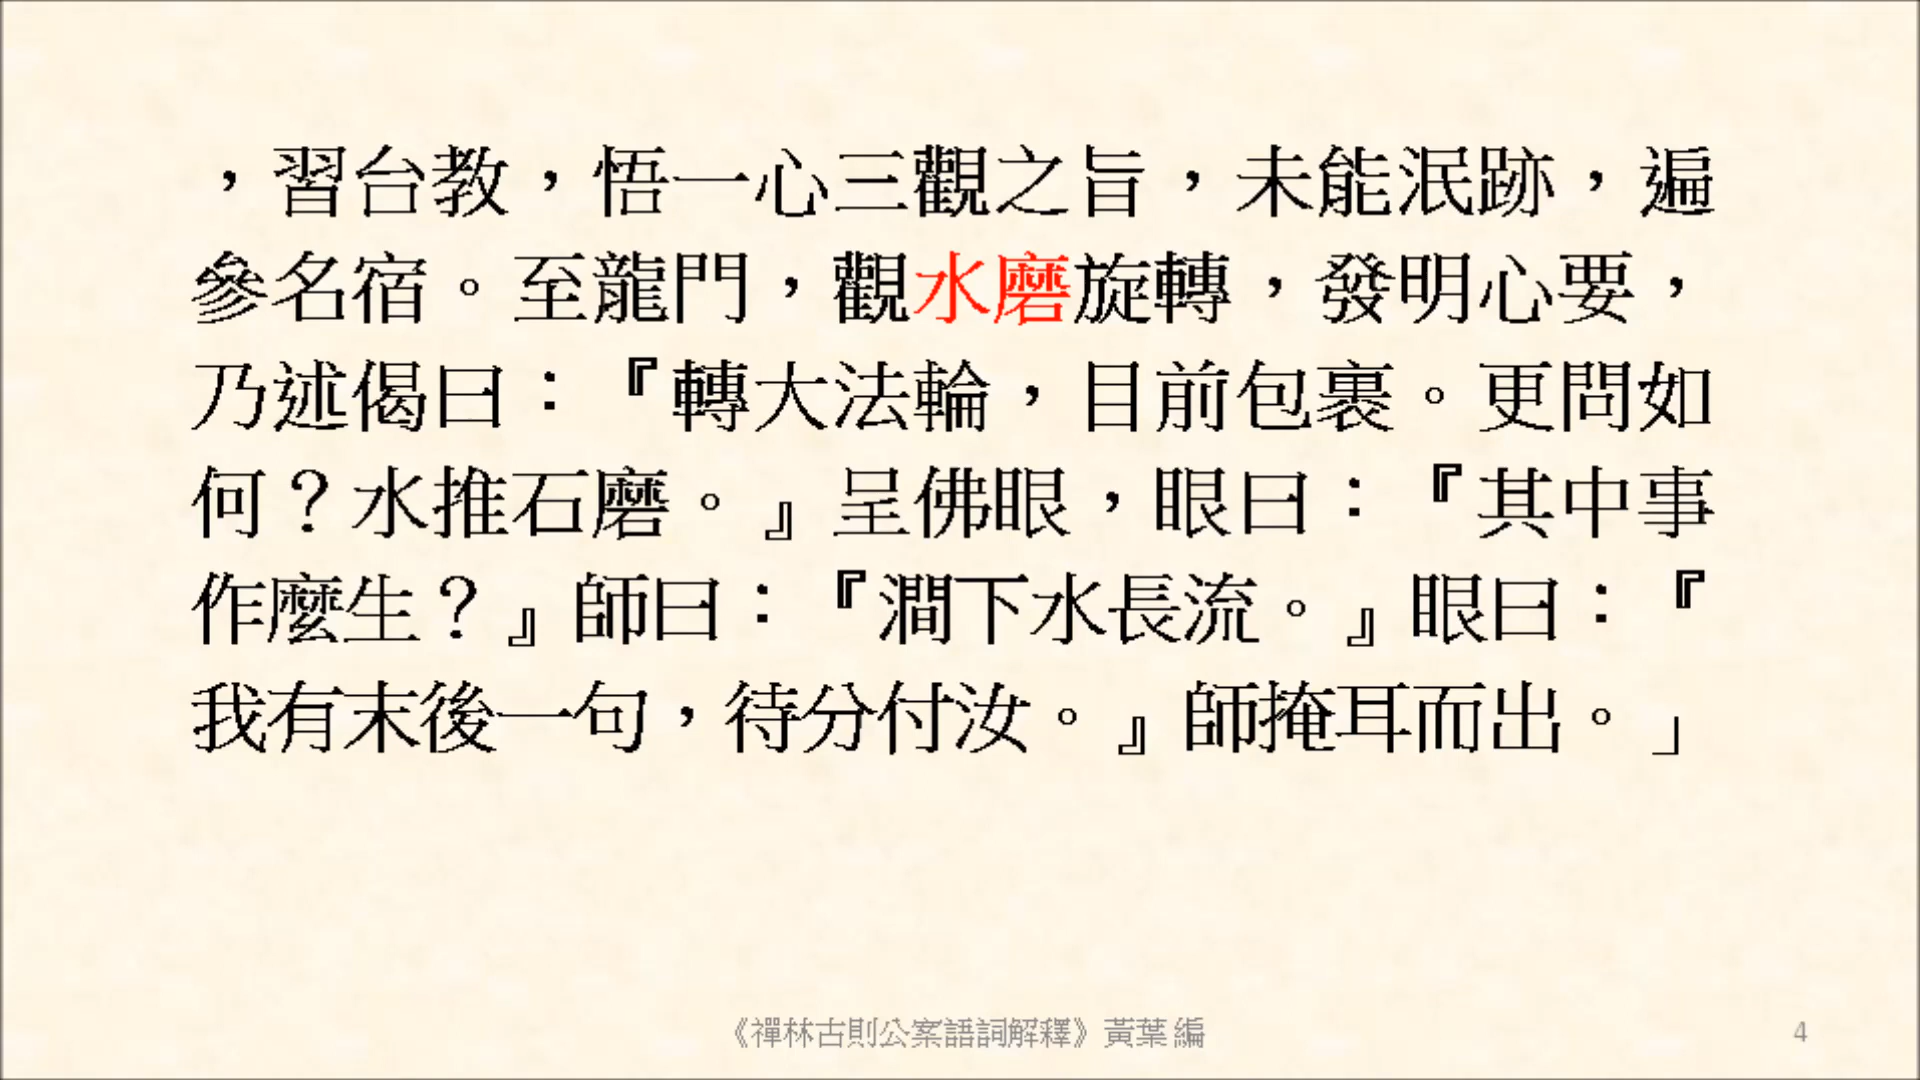 ，習台教，悟一心三觀之旨，未能泯跡，遍
參名宿。至龍門，觀水磨旋轉，發明心要，
乃述偈曰：『轉大法輪，目前包裹。更問如
何？水推石磨。』呈佛眼，眼曰：『其中事
作麼生？』師曰：『澗下水長流。』眼曰：『
我有末後一句，待分付汝。』師掩耳而出。」
《禪林古則公案語詞解釋》黃葉 編
4